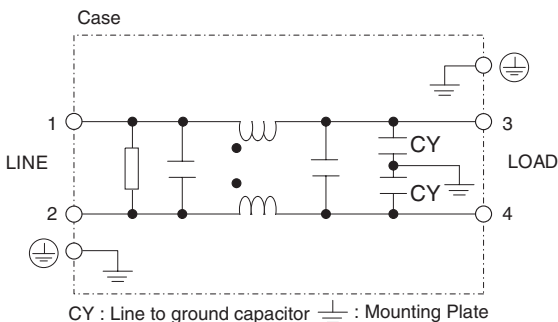 Case
1
3
CY
LINE
LOAD
CY
2
4
CY : Line to ground capacitor : Mounting Plate